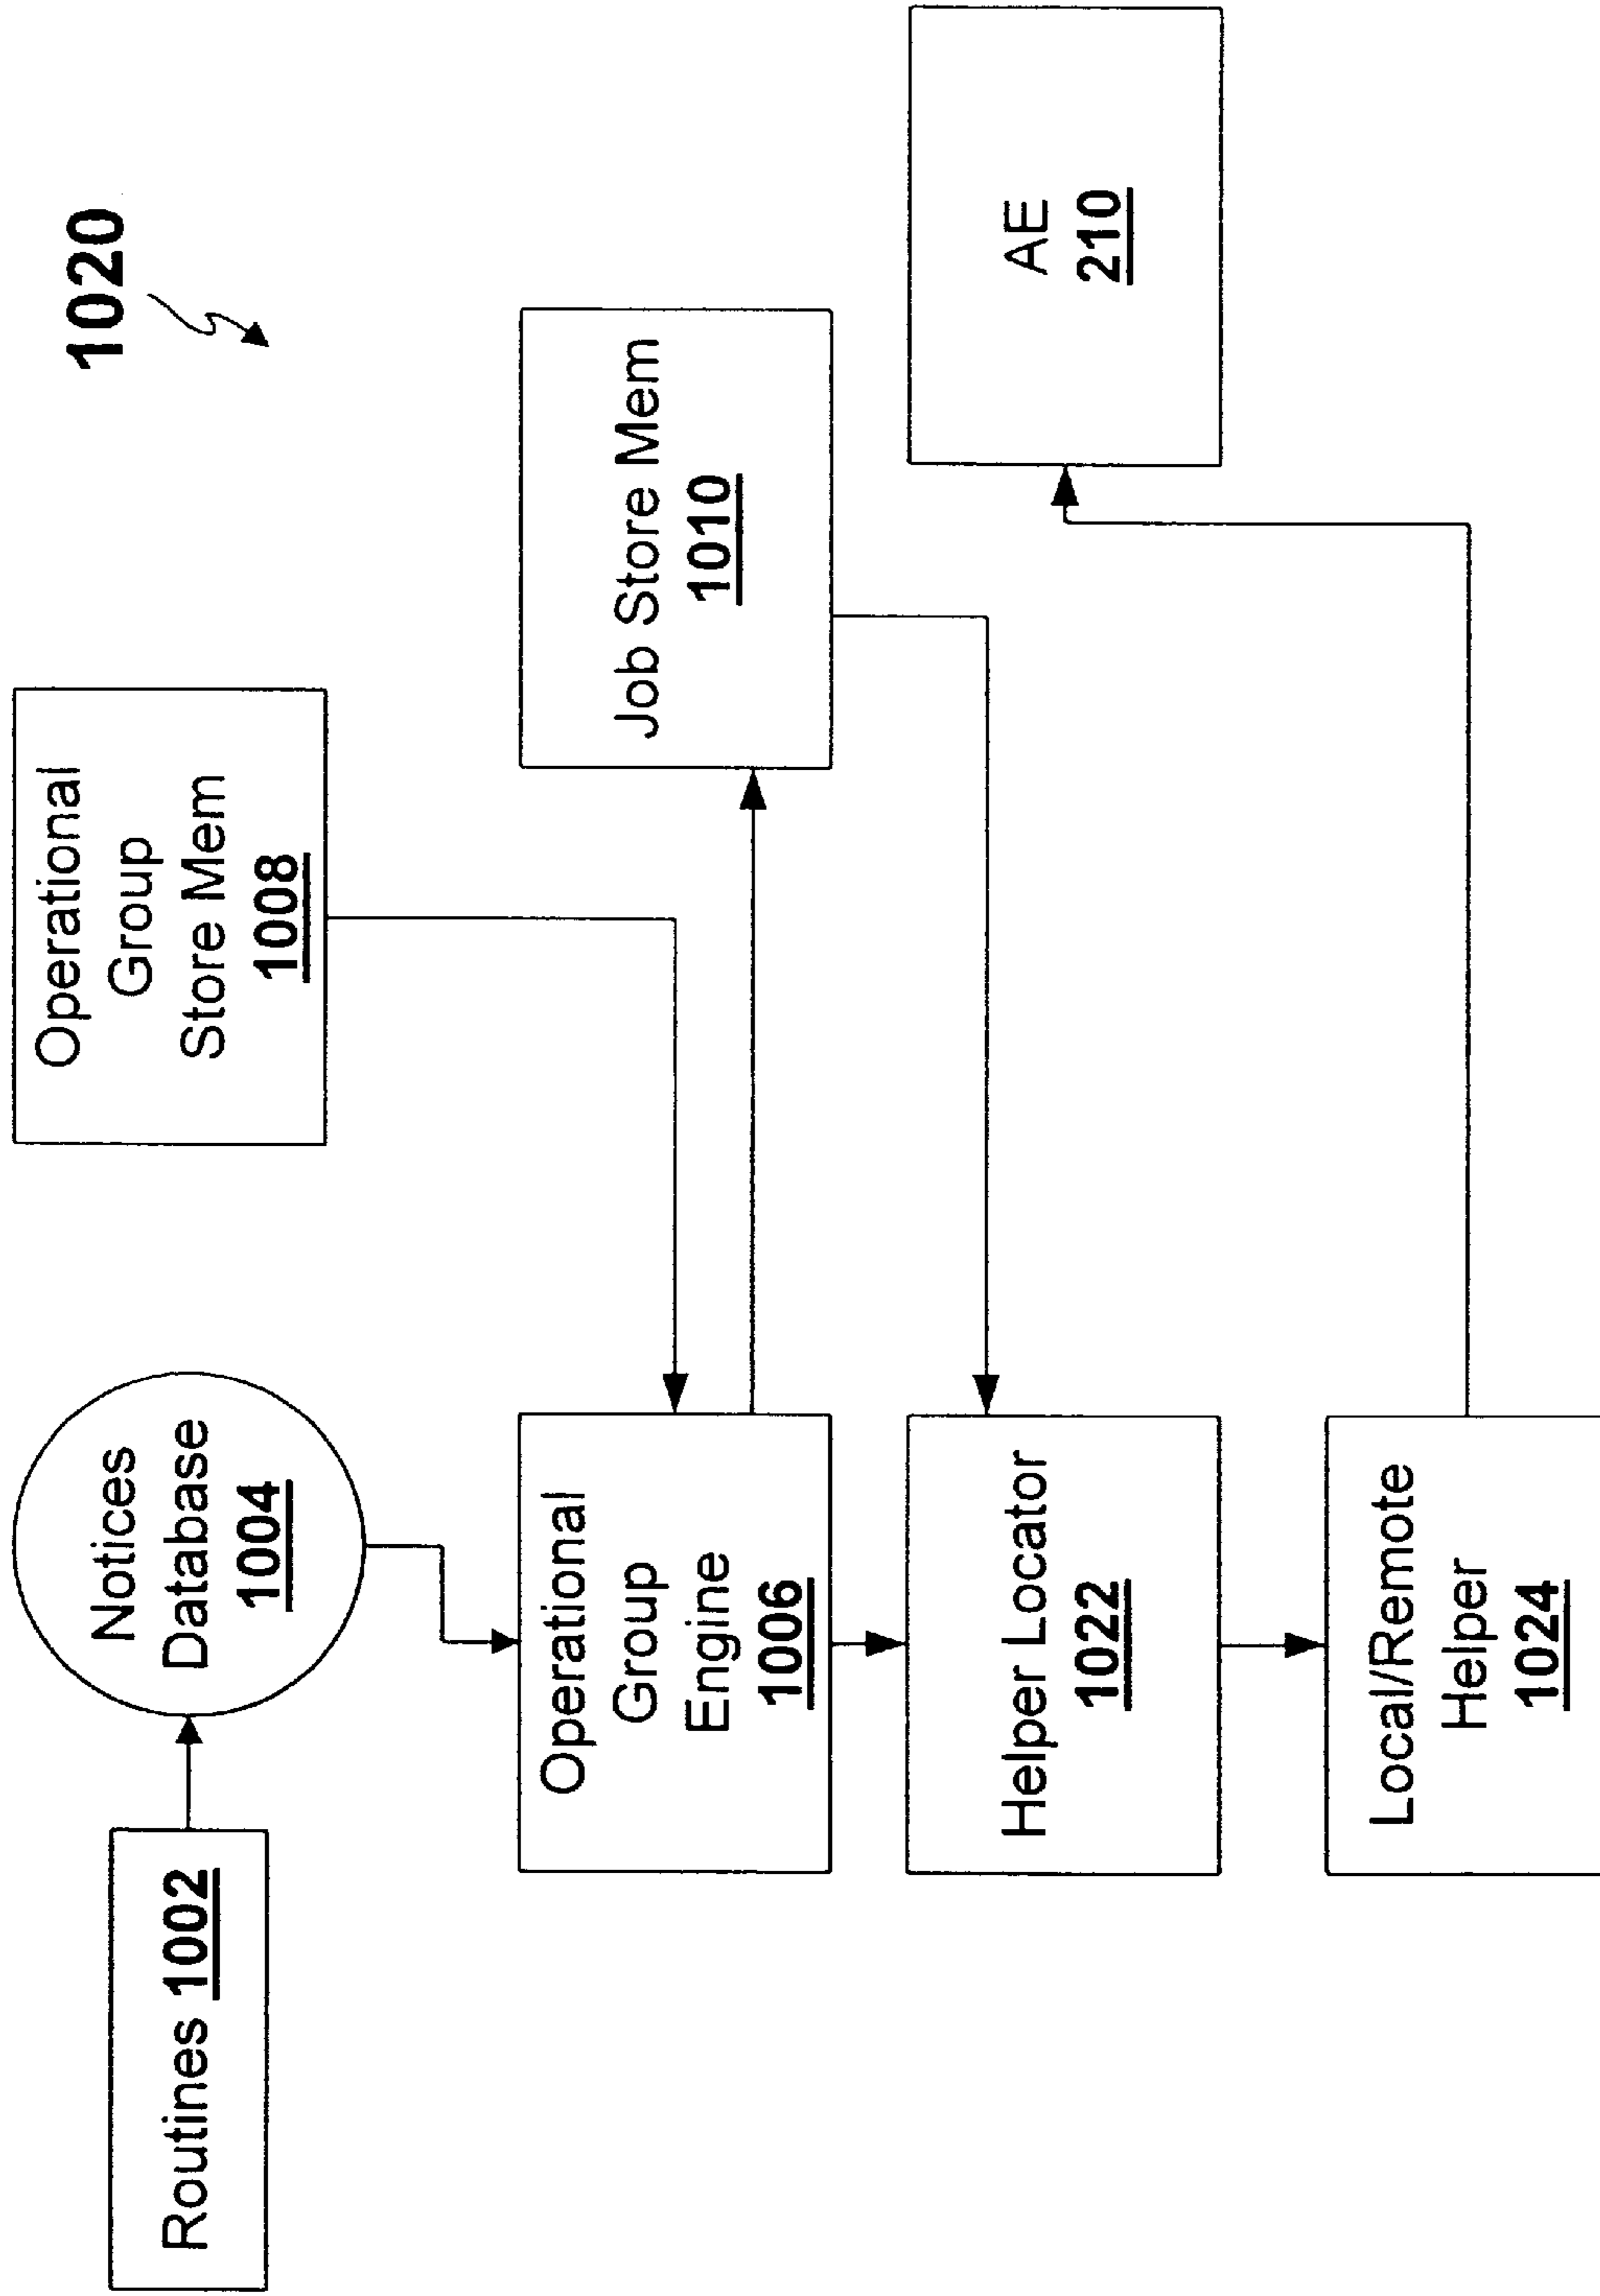 1020
Routines 1002
Notices
Database
1004
Operational
Group
Store Mem
1008
Operational
Group
Engine
1006
Job Store Mem
1010
Helper Locator
1022
AE
210
Local/Remote
Helper
1024